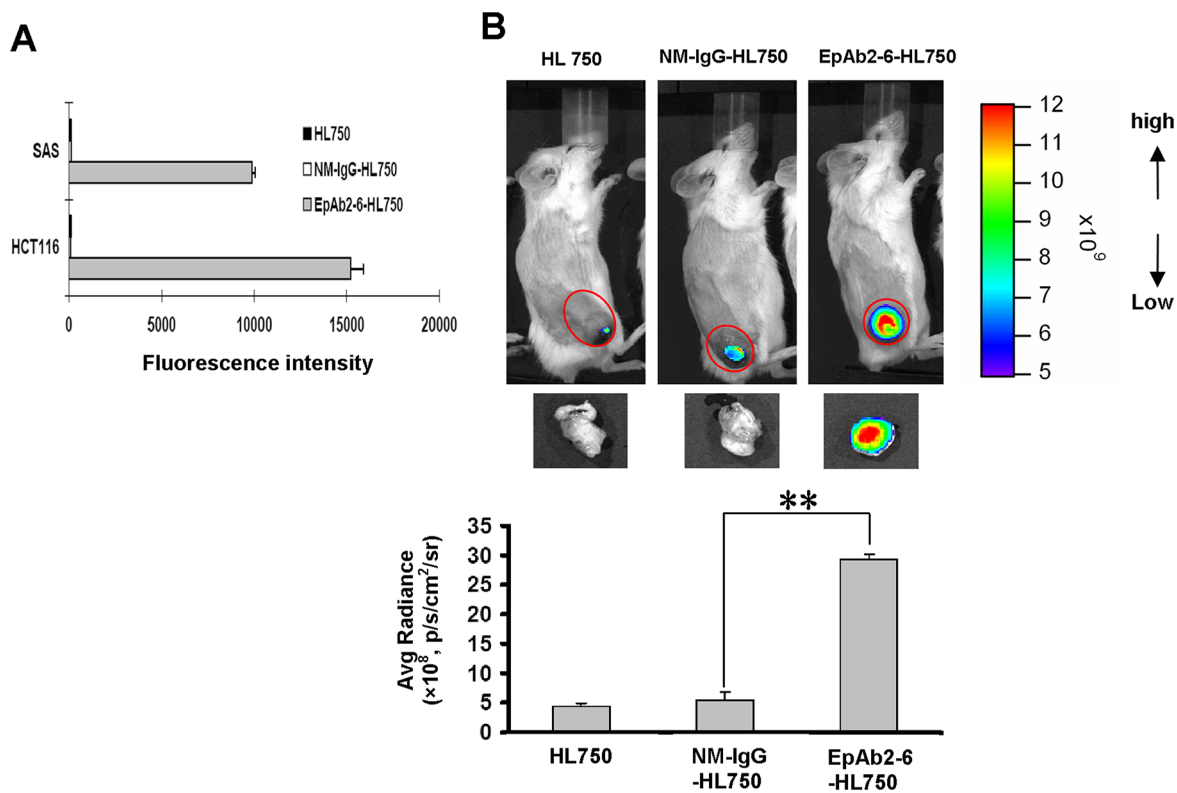 A
SAS
HCT116
HL750
NM-IgG-HL750
EpAb2-6-HL750
0 5000 10000 15000 20000
Fluorescence intensity
B
HL 750 NM-IgG-HL750 EpAb2-6-HL750
12
11
10
9
8
7
6
5
x10⁹
high
Low
**
Avg Radiance
(×10⁸, p/s/cm²/sr)
35
30
25
20
15
10
5
0
HL750
NM-IgG
-HL750
EpAb2-6
-HL750